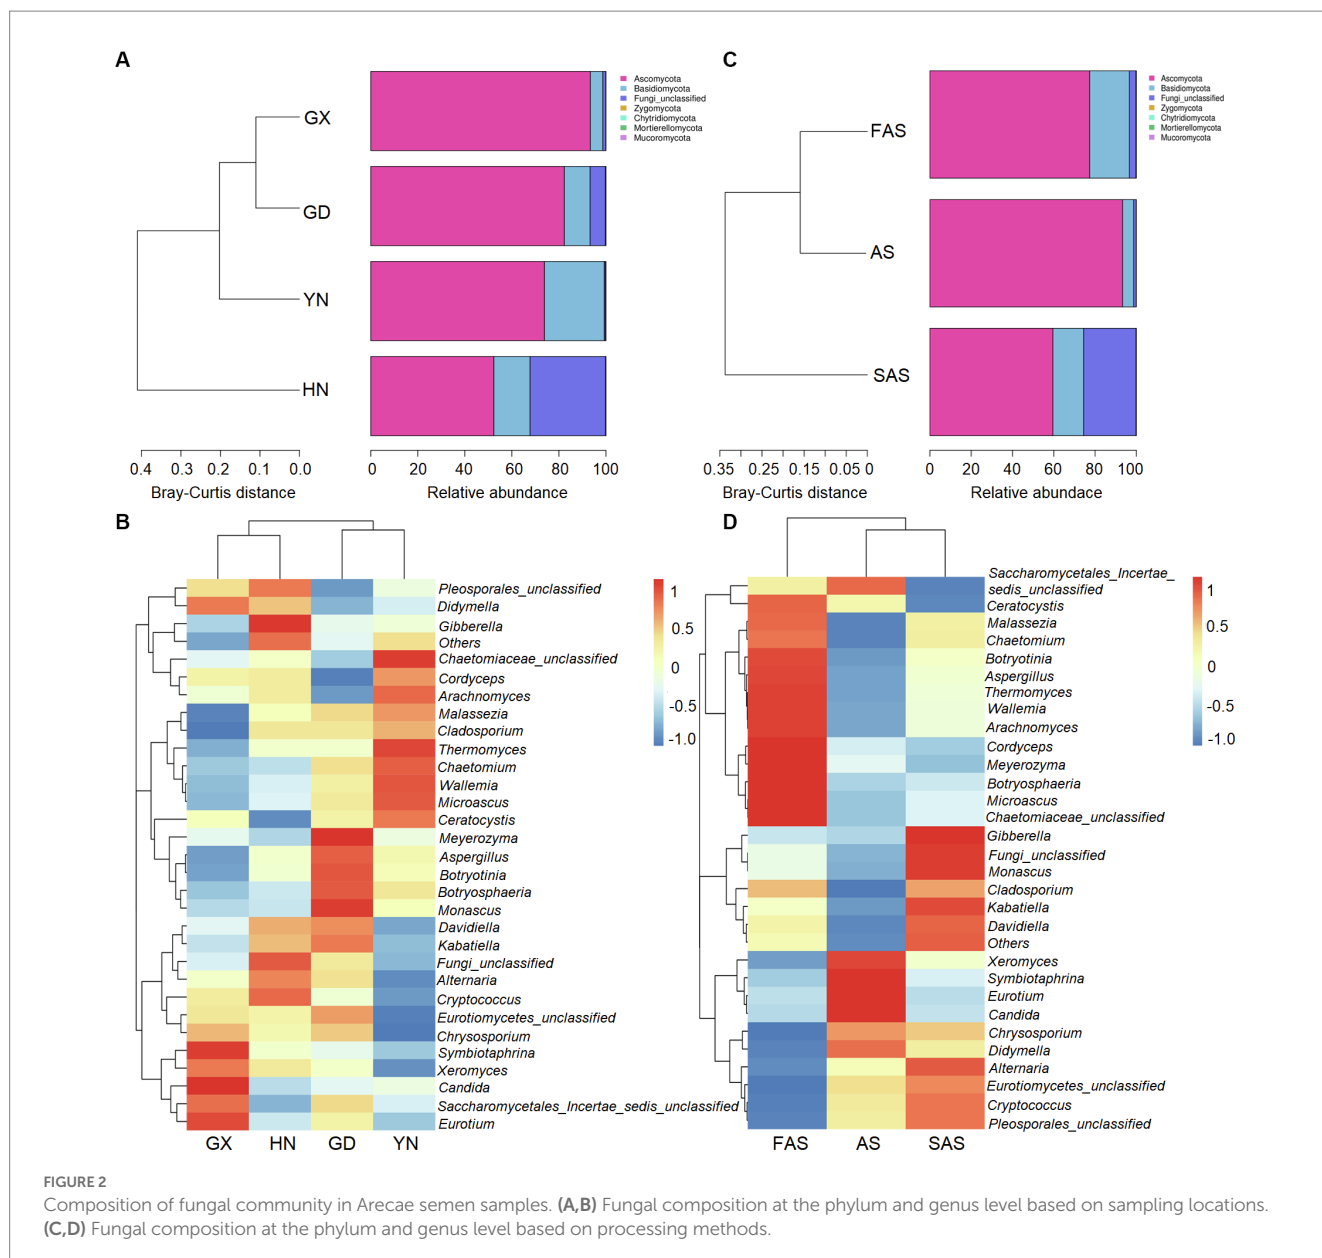 A
GX
GD
YN
HN
0.4 0.3 0.2 0.1 0.0
Bray-Curtis distance
0 20 40 60 80 100
Relative abundance
Ascomycota
Basidiomycota
Fungi_unclassified
Zygomycota
Chytridiomycota
Mortierellomycota
Mucoromycota
C
FAS
AS
SAS
0.35 0.25 0.15 0.05 0
Bray-Curtis distance
0 20 40 60 80 100
Relative abundace
Ascomycota
Basidiomycota
Fungi_unclassified
Zygomycota
Chytridiomycota
Mortierellomycota
Mucoromycota
B
Pleosporales_unclassified
Didymella
Gibberella
Others
Chaetomiaceae_unclassified
Cordyceps
Arachnomyces
Malassezia
Cladosporium
Thermomyces
Chaetomium
Wallemia
Microascus
Ceratocystis
Meyerozyma
Aspergillus
Botryotinia
Botryosphaeria
Monascus
Davidiella
Kabatiella
Fungi_unclassified
Alternaria
Cryptococcus
Eurotiomycetes_unclassified
Chrysosporium
Symbiotaphrina
Xeromyces
Candida
Saccharomycetales_Incertae_sedis_unclassified
Eurotium
GX HN GD YN
1
0.5
0
-0.5
-1.0
D
Saccharomycetales_Incertae_
sedis_unclassified
Ceratocystis
Malassezia
Chaetomium
Botryotinia
Aspergillus
Thermomyces
Wallemia
Arachnomyces
Cordyceps
Meyerozyma
Botryosphaeria
Microascus
Chaetomiaceae_unclassified
Gibberella
Fungi_unclassified
Monascus
Cladosporium
Kabatiella
Davidiella
Others
Xeromyces
Symbiotaphrina
Eurotium
Candida
Chrysosporium
Didymella
Alternaria
Eurotiomycetes_unclassified
Cryptococcus
Pleosporales_unclassified
FAS AS SAS
1
0.5
0
-0.5
-1.0
FIGURE 2
Composition of fungal community in Arecae semen samples. (A,B) Fungal composition at the phylum and genus level based on sampling locations.
(C,D) Fungal composition at the phylum and genus level based on processing methods.